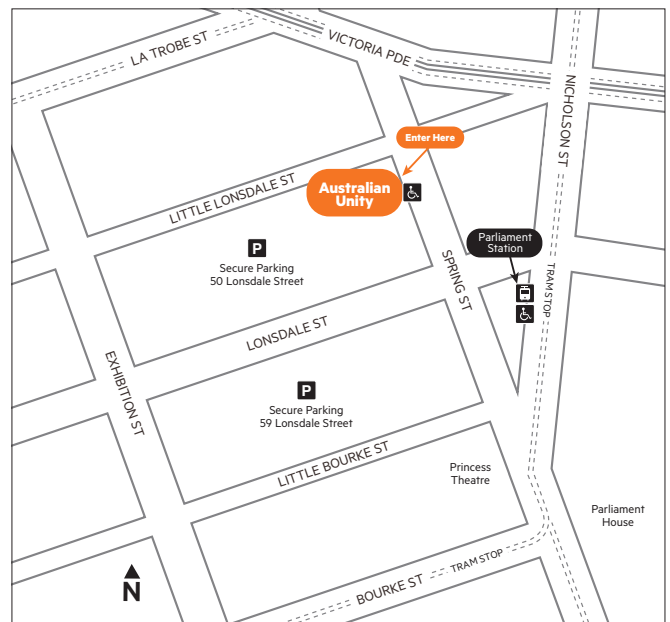 LA TROBE ST
VICTORIA PDE
NICHOLSON ST
Enter Here
LITTLE LONSDALE ST
Australian
Unity
P
Secure Parking
50 Lonsdale Street
Parliament
Station
SPRING ST
TRAM STOP
LONSDALE ST
EXHIBITION ST
P
Secure Parking
59 Lonsdale Street
LITTLE BOURKE ST
Princess
Theatre
Parliament
House
N
BOURKE ST
TRAM STOP